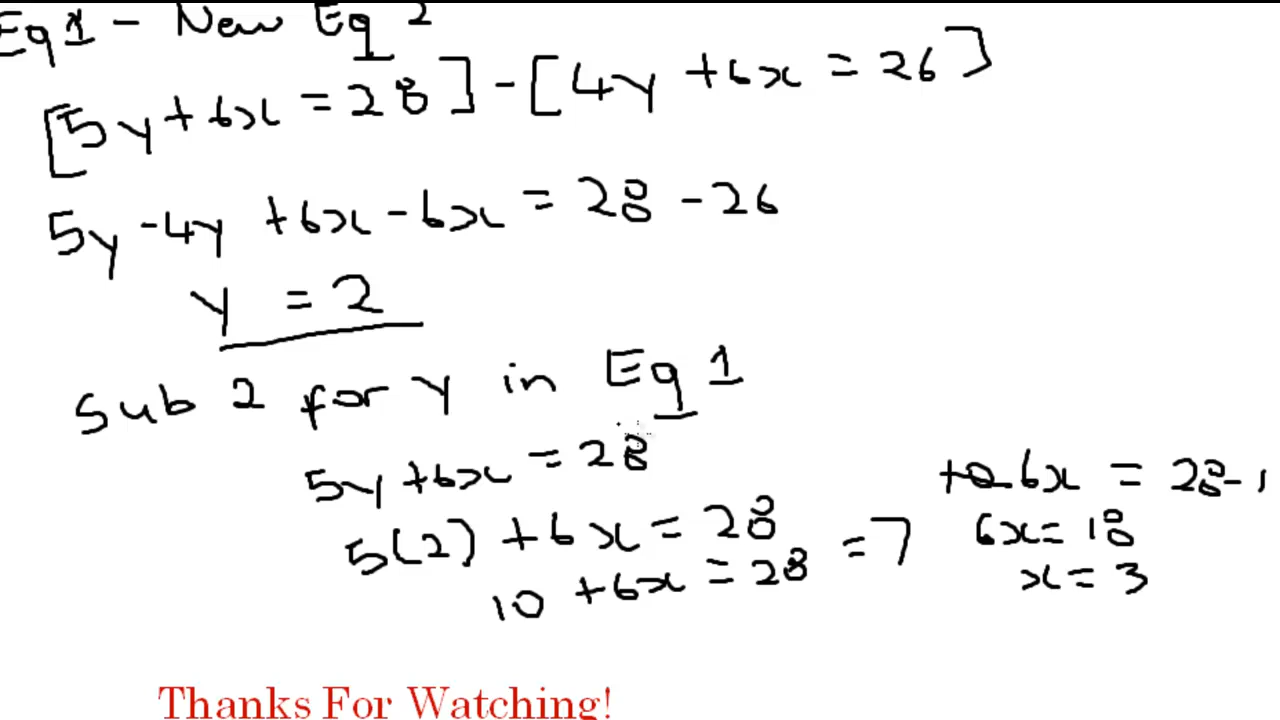 Eq 1 - New Eq 2
[5y + 6x = 28] - [4y + 6x = 26]
5y - 4y + 6x - 6x = 28 - 26
y = 2
Sub 2 for y in Eq 1
5y + 6x = 28
5(2) + 6x = 28
10 + 6x = 28
=7
6x = 28 -
6x = 18
x = 3
Thanks For Watching!